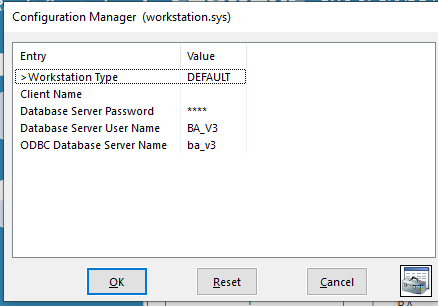 Configuration Manager (workstation.sys)
Entry Value
>Workstation Type DEFAULT
Client Name
Database Server Password ****
Database Server User Name BA_V3
ODBC Database Server Name ba_v3
OK Reset Cancel